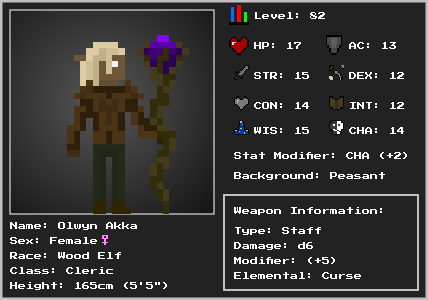 Level: 82
HP: 17 AC: 13
STR: 15 DEX: 12
CON: 14 INT: 12
WIS: 15 CHA: 14
Stat Modifier: CHA (+2)
Background: Peasant
Name: Olwyn Akka
Sex: Female♀
Race: Wood Elf
Class: Cleric
Height: 165cm (5'5")
Weapon Information:
Type: Staff
Damage: d6
Modifier: (+5)
Elemental: Curse